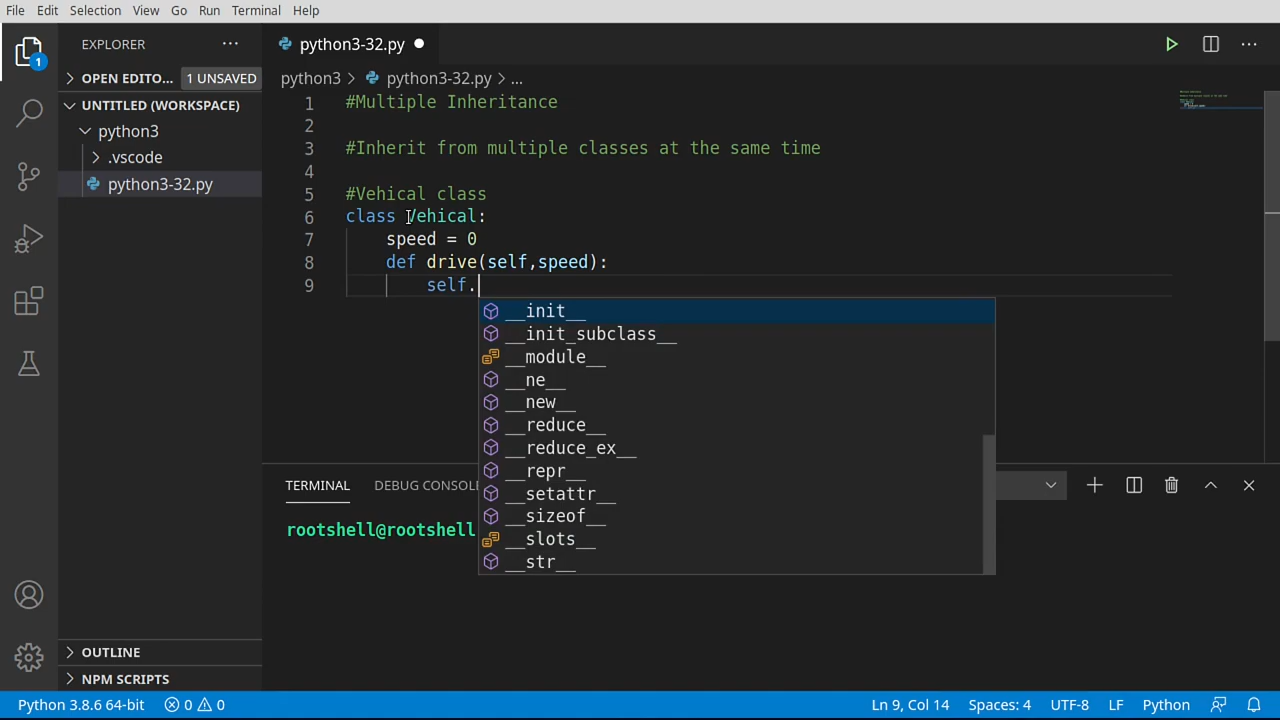 File Edit Selection View Go Run Terminal Help
EXPLORER
python3-32.py
OPEN EDITO... 1 UNSAVED
python3 > python3-32.py > ...
UNTITLED (WORKSPACE)
python3
.vscode
python3-32.py
1 #Multiple Inheritance
2
3 #Inherit from multiple classes at the same time
4
5 #Vehical class
6 class Vehical:
7 speed = 0
8 def drive(self,speed):
9 self.
__init__
__init_subclass__
__module__
__ne__
__new__
__reduce__
__reduce_ex__
__repr__
__setattr__
__sizeof__
__slots__
__str__
TERMINAL DEBUG CONSOL
rootshell@rootshell
1
OUTLINE
NPM SCRIPTS
Python 3.8.6 64-bit 0 0 Ln 9, Col 14 Spaces: 4 UTF-8 LF Python